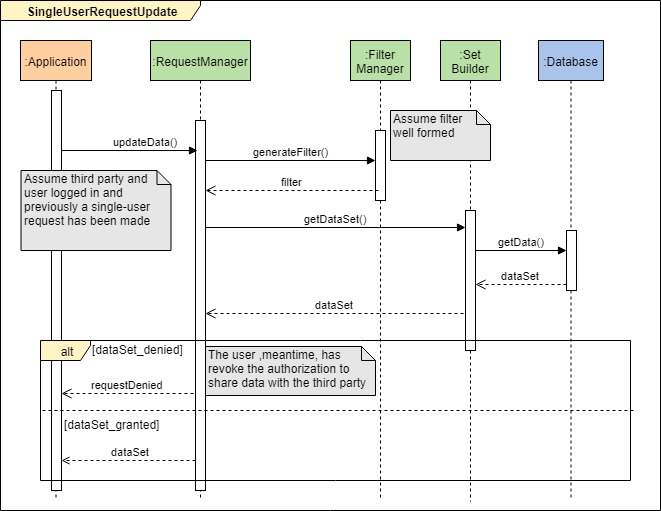 SingleUserRequestUpdate
:Application
:RequestManager
:Filter
Manager
:Set
Builder
:Database
Assume filter
well formed
updateData()
generateFilter()
Assume third party and
user logged in and
previously a single-user
request has been made
filter
getDataSet()
getData()
dataSet
dataSet
alt
[dataSet_denied]
The user ,meantime, has
revoke the authorization to
share data with the third party
requestDenied
[dataSet_granted]
dataSet